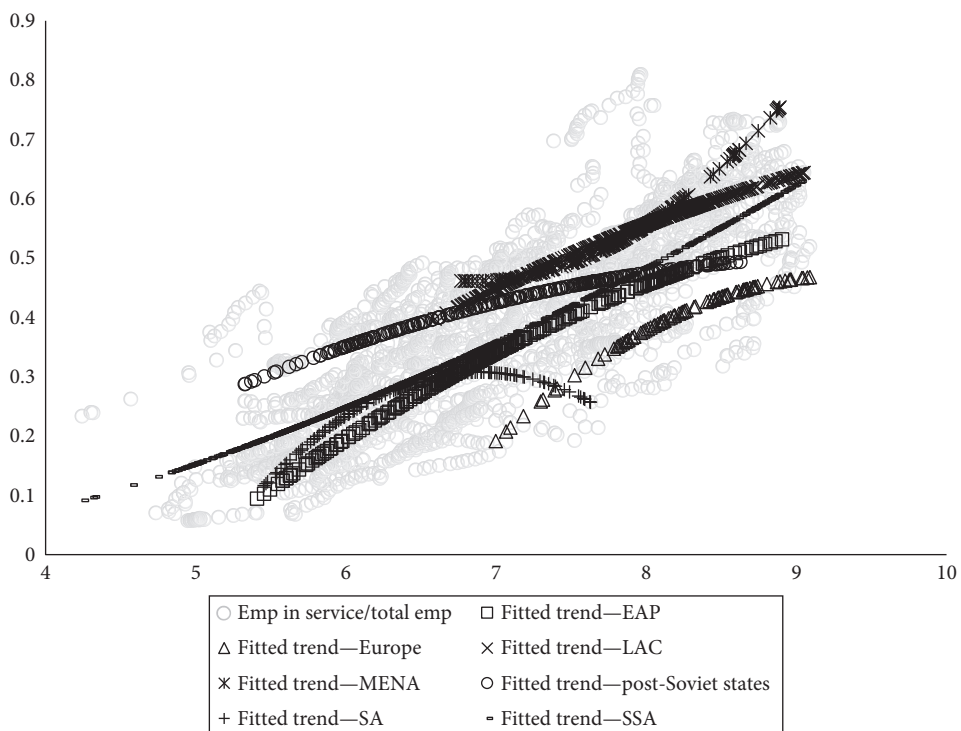 0.9
0.8
0.7
0.6
0.5
0.4
0.3
0.2
0.1
0
4 5 6 7 8 9 10
Emp in service/total emp Fitted trend—EAP
Fitted trend—Europe Fitted trend—LAC
Fitted trend—MENA Fitted trend—post-Soviet states
Fitted trend—SA Fitted trend—SSA